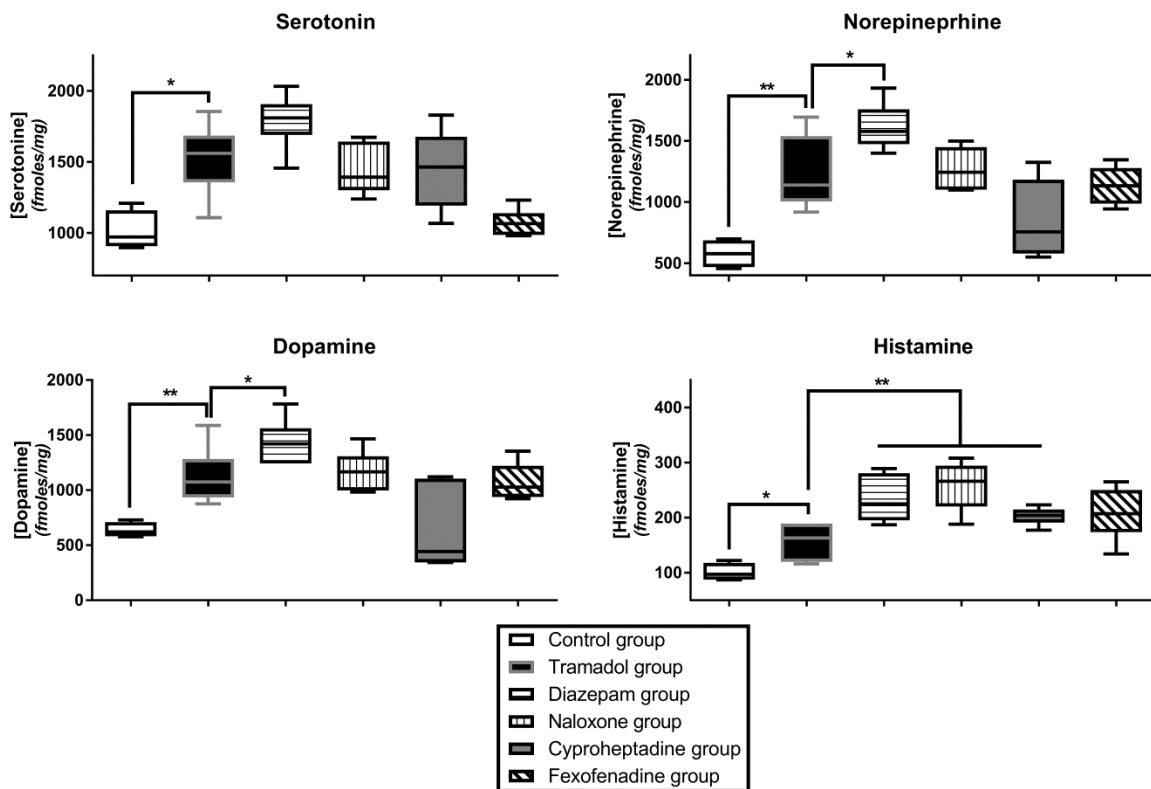 Serotonin
[Serotonine]
(fmoles/mg)
2000
1500
1000
*
Norepineprhine
[Norepinephrine]
(fmoles/mg)
2000
1500
1000
500
**
*
Dopamine
[Dopamine]
(fmoles/mg)
2000
1500
1000
500
0
**
*
Histamine
[Histamine]
(fmoles/mg)
400
300
200
100
*
**
Control group
Tramadol group
Diazepam group
Naloxone group
Cyproheptadine group
Fexofenadine group